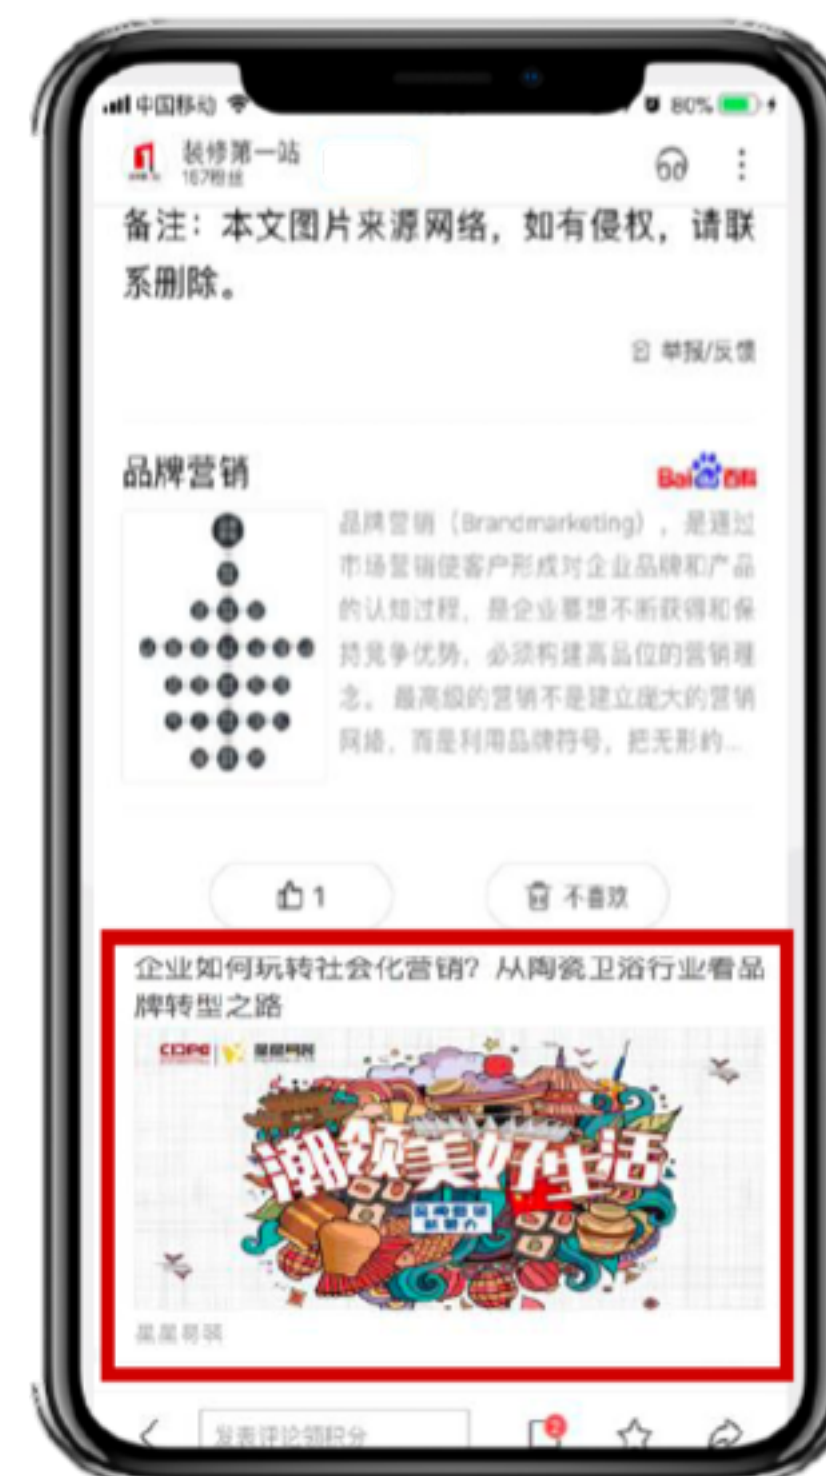 中国移动
80%
装修第一站
167粉丝
备注：本文图片来源网络，如有侵权，请联
系删除。
举报/反馈
品牌营销
Bai百科
品牌营销（Brandmarketing），是通过
市场营销使客户形成对企业品牌和产品
的认知过程，是企业要想不断获得和保
持竞争优势，必须构建高品位的营销理
念。最高级的营销不是建立庞大的营销
网络，而是利用品牌符号，把无形的...
1
不喜欢
企业如何玩转社会化营销？从陶瓷卫浴行业看品
牌转型之路
潮领美好生活
发表评论领积分
2